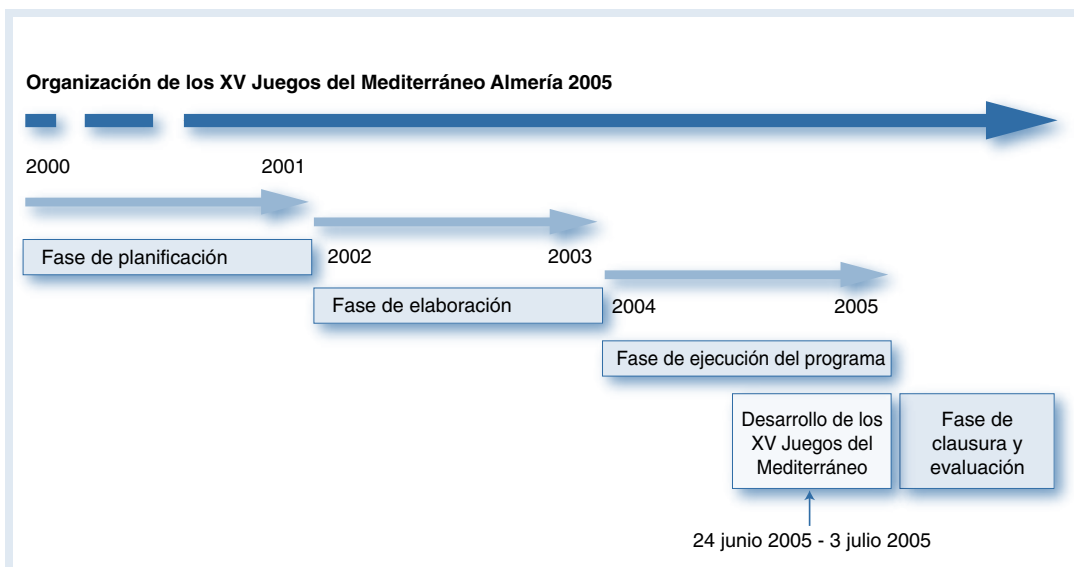 Organización de los XV Juegos del Mediterráneo Almería 2005
2000
2001
Fase de planificación
2002
2003
Fase de elaboración
2004
2005
Fase de ejecución del programa
Desarrollo de los
XV Juegos del
Mediterráneo
Fase de
clausura y
evaluación
24 junio 2005 - 3 julio 2005